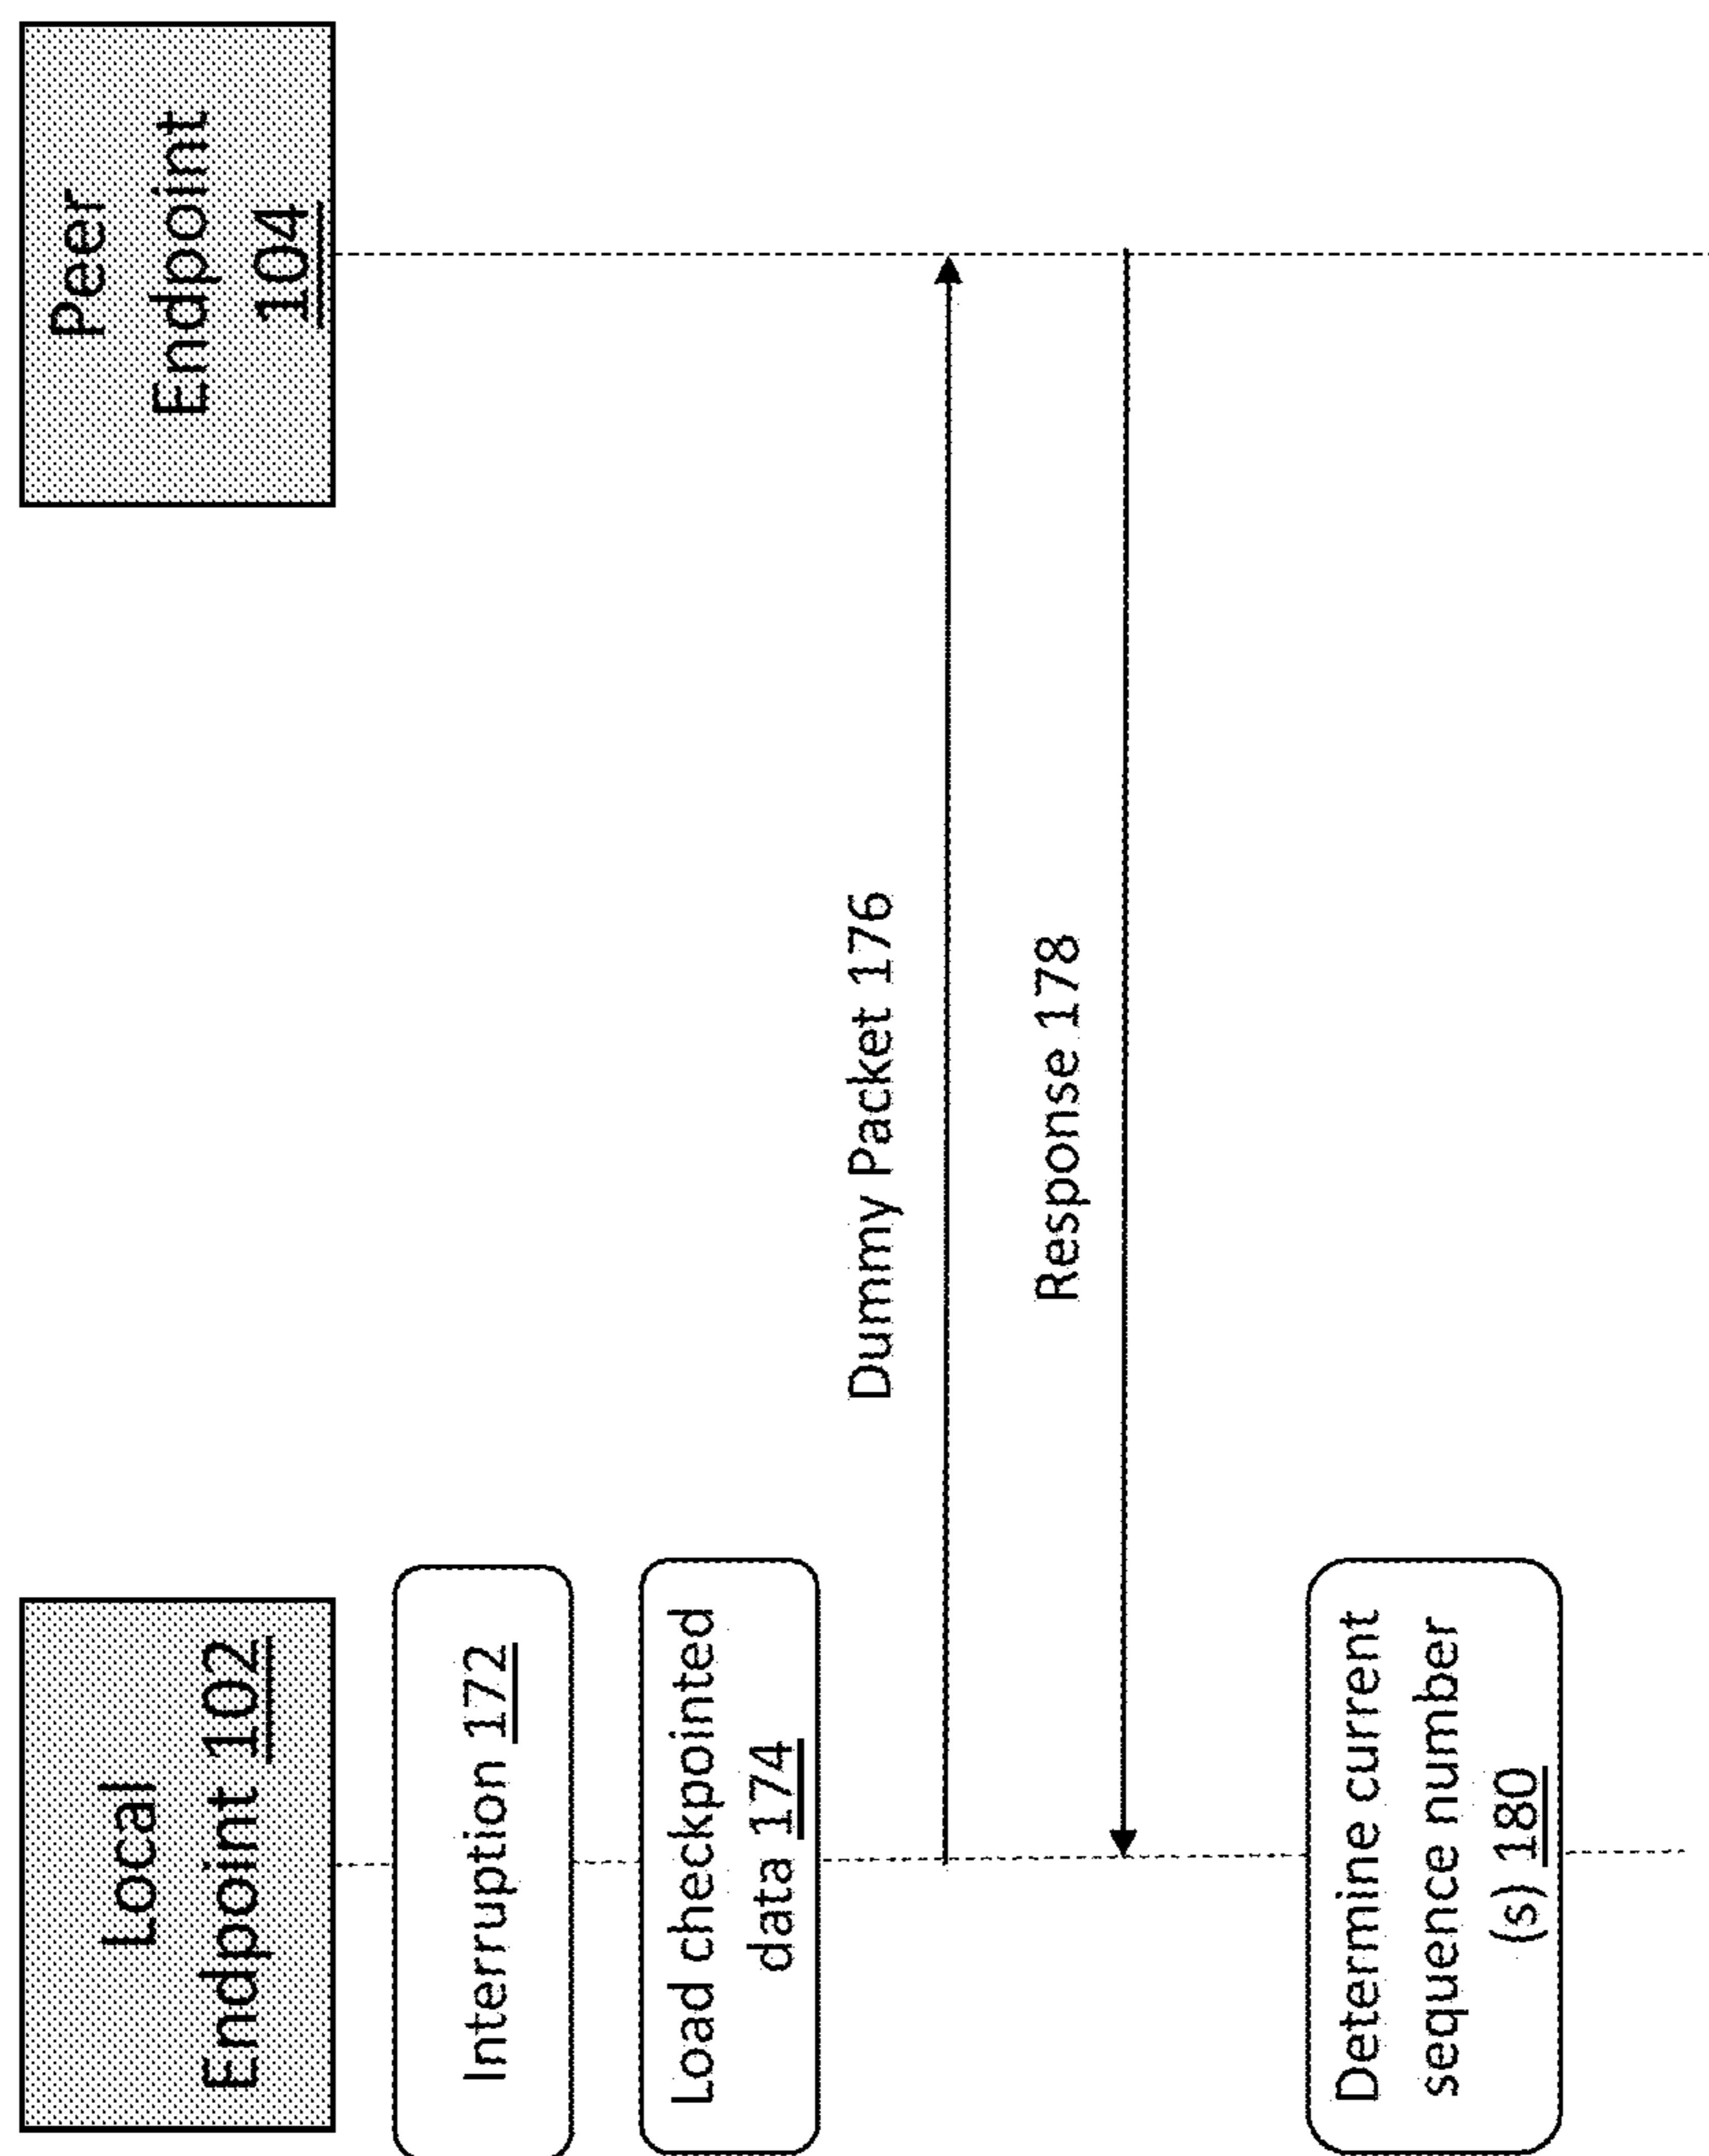 Local
Endpoint 102
Peer
Endpoint
104
Interruption 172
Load checkpointed
data 174
Dummy Packet 176
Response 178
Determine current
sequence number
(s) 180